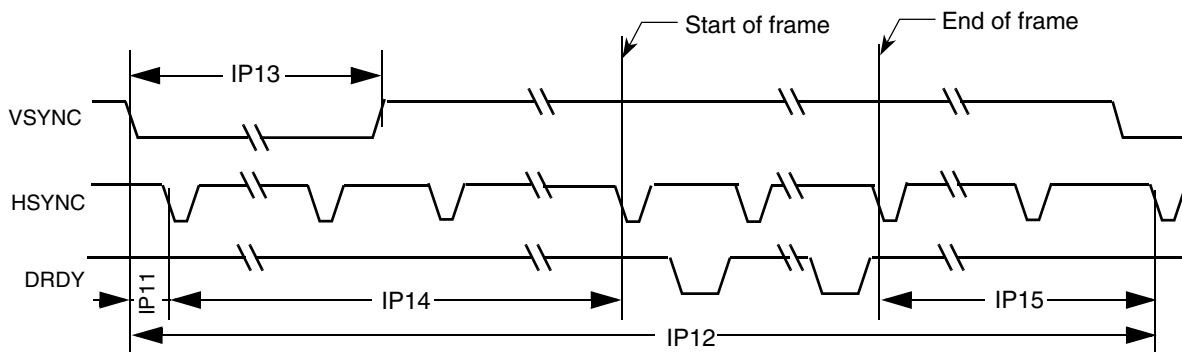 Start of frame
End of frame
IP13
VSYNC
HSYNC
DRDY
IP11
IP14
IP15
IP12